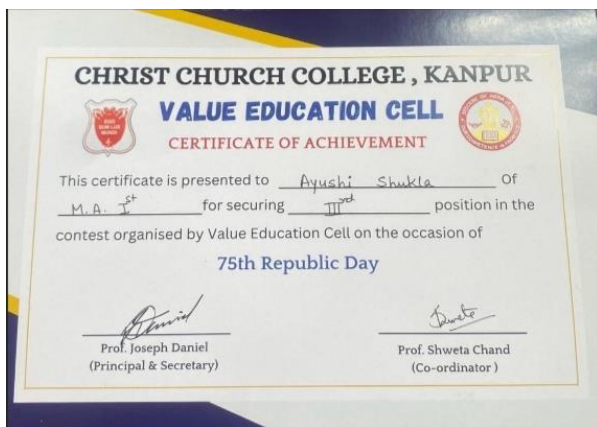 CHRIST CHURCH COLLEGE, KANPUR
VALUE EDUCATION CELL
CERTIFICATE OF ACHIEVEMENT
This certificate is presented to Ayushi Shukla Of
M.A. Ist for securing IIIrd position in the
contest organised by Value Education Cell on the occasion of
75th Republic Day
Prof. Joseph Daniel
(Principal & Secretary)
Prof. Shweta Chand
(Co-ordinator)